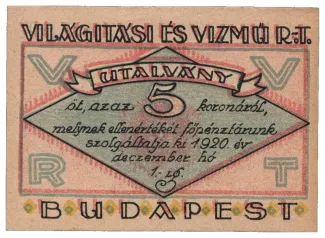 VILÁGITÁSI ÉS VIZMŰ R.-T.
V V
UTALVÁNY
öt, azaz 5 koronáról,
melynek ellenértékét főpénztárunk
szolgáltatja ki 1920. év
deczember hó
1.-ig.
R T
BUDAPEST